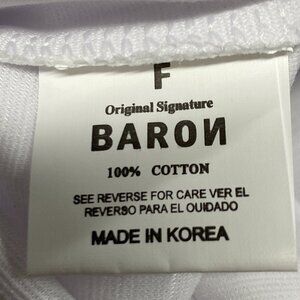 F
Original Signature
BAROИ
100% COTTON
SEE REVERSE FOR CARE VER EL
REVERSO PARA EL OUIDADO
MADE IN KOREA